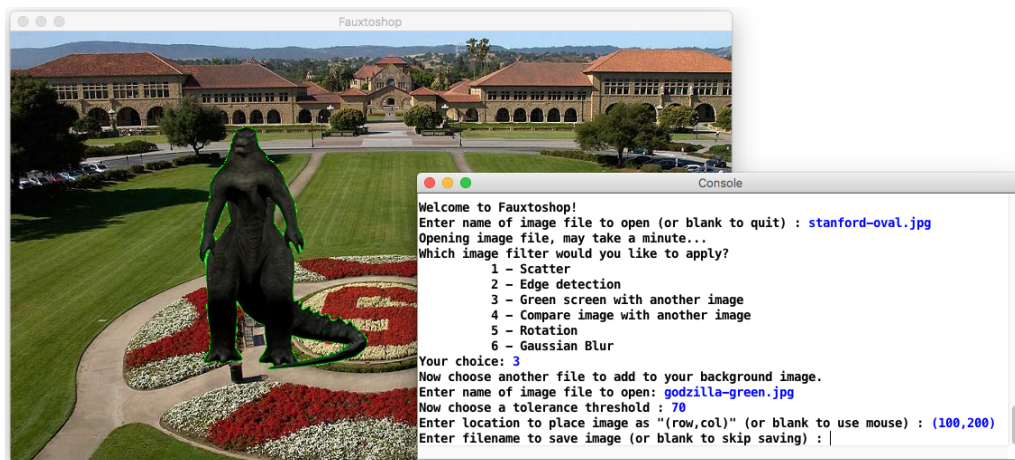 Fauxtoshop
Console
Welcome to Fauxtoshop!
Enter name of image file to open (or blank to quit) : stanford-oval.jpg
Opening image file, may take a minute...
Which image filter would you like to apply?
1 – Scatter
2 – Edge detection
3 – Green screen with another image
4 – Compare image with another image
5 – Rotation
6 – Gaussian Blur
Your choice: 3
Now choose another file to add to your background image.
Enter name of image file to open: godzilla-green.jpg
Now choose a tolerance threshold : 70
Enter location to place image as "(row,col)" (or blank to use mouse) : (100,200)
Enter filename to save image (or blank to skip saving) :